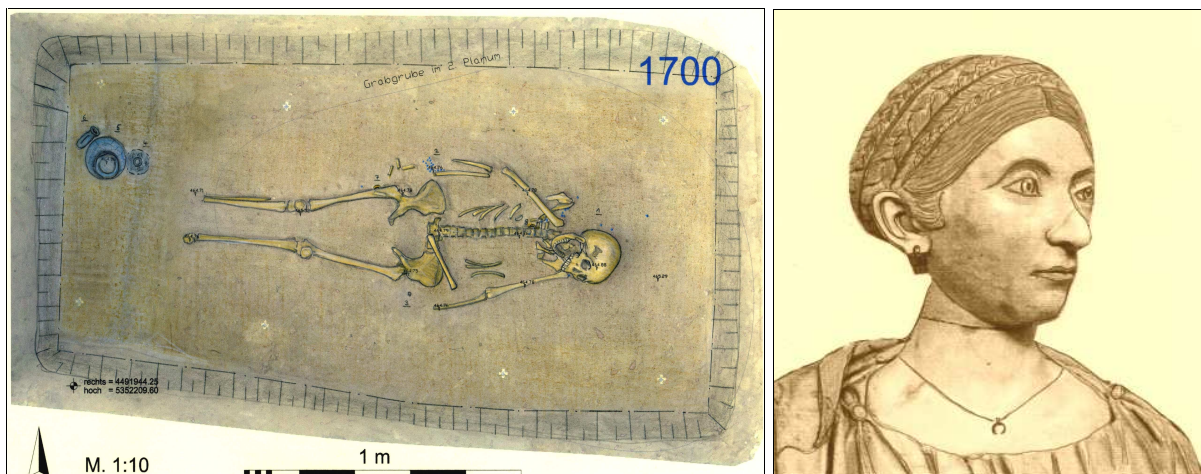 1700
Grabgrube im 2. Planum
rechts = 4491944.25
hoch = 5352209.60
M. 1:10
1 m